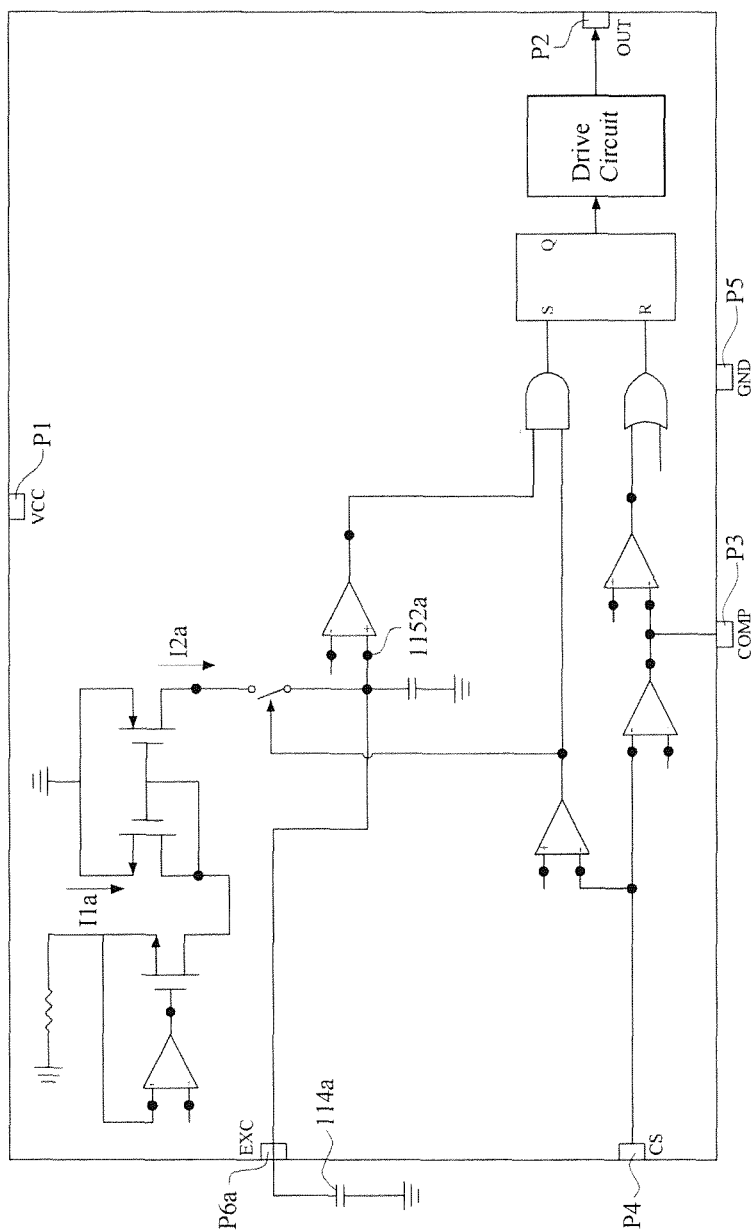 P1
VCC
P2
OUT
Drive
Circuit
Q
S
R
P5
GND
P3
COMP
I1a
I2a
1152a
P6a
EXC
114a
P4
CS